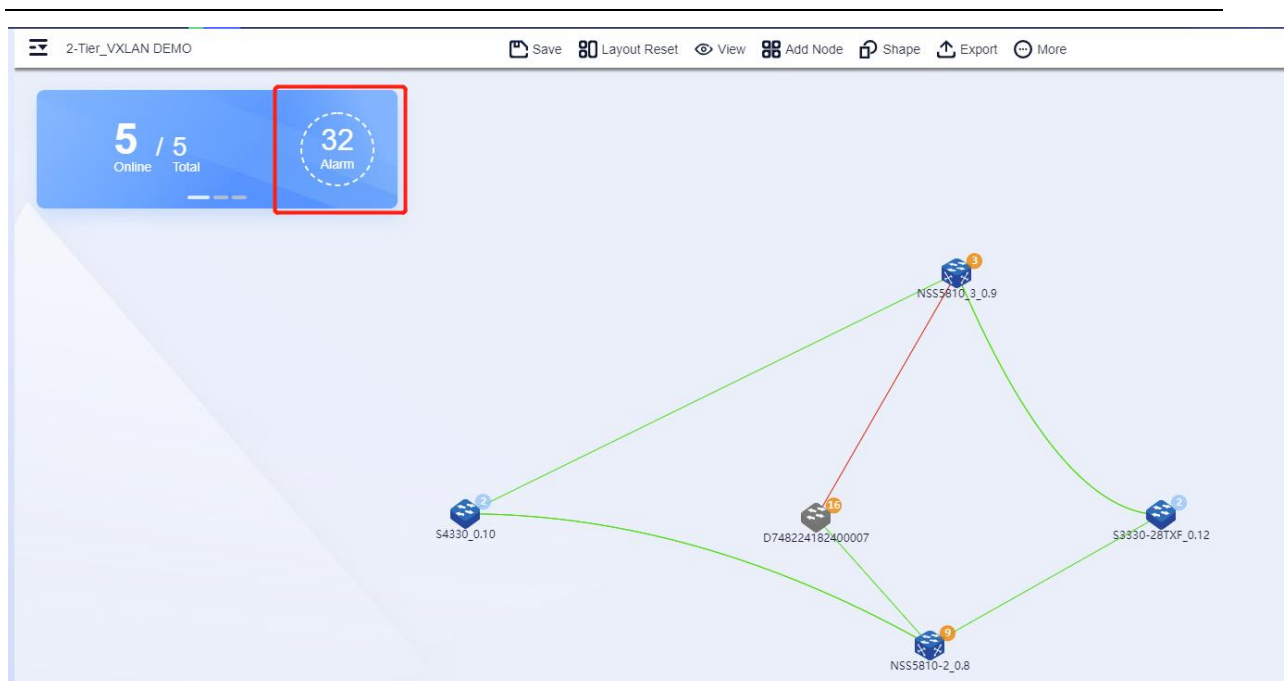 2-Tier_VXLAN DEMO
Save Layout Reset View Add Node Shape Export More
5 / 5
Online Total
32
Alarm
3
NSS5810_3_0.9
2
S4330_0.10
16
D748224182400007
2
S3330-28TXF_0.12
9
NSS5810-2_0.8